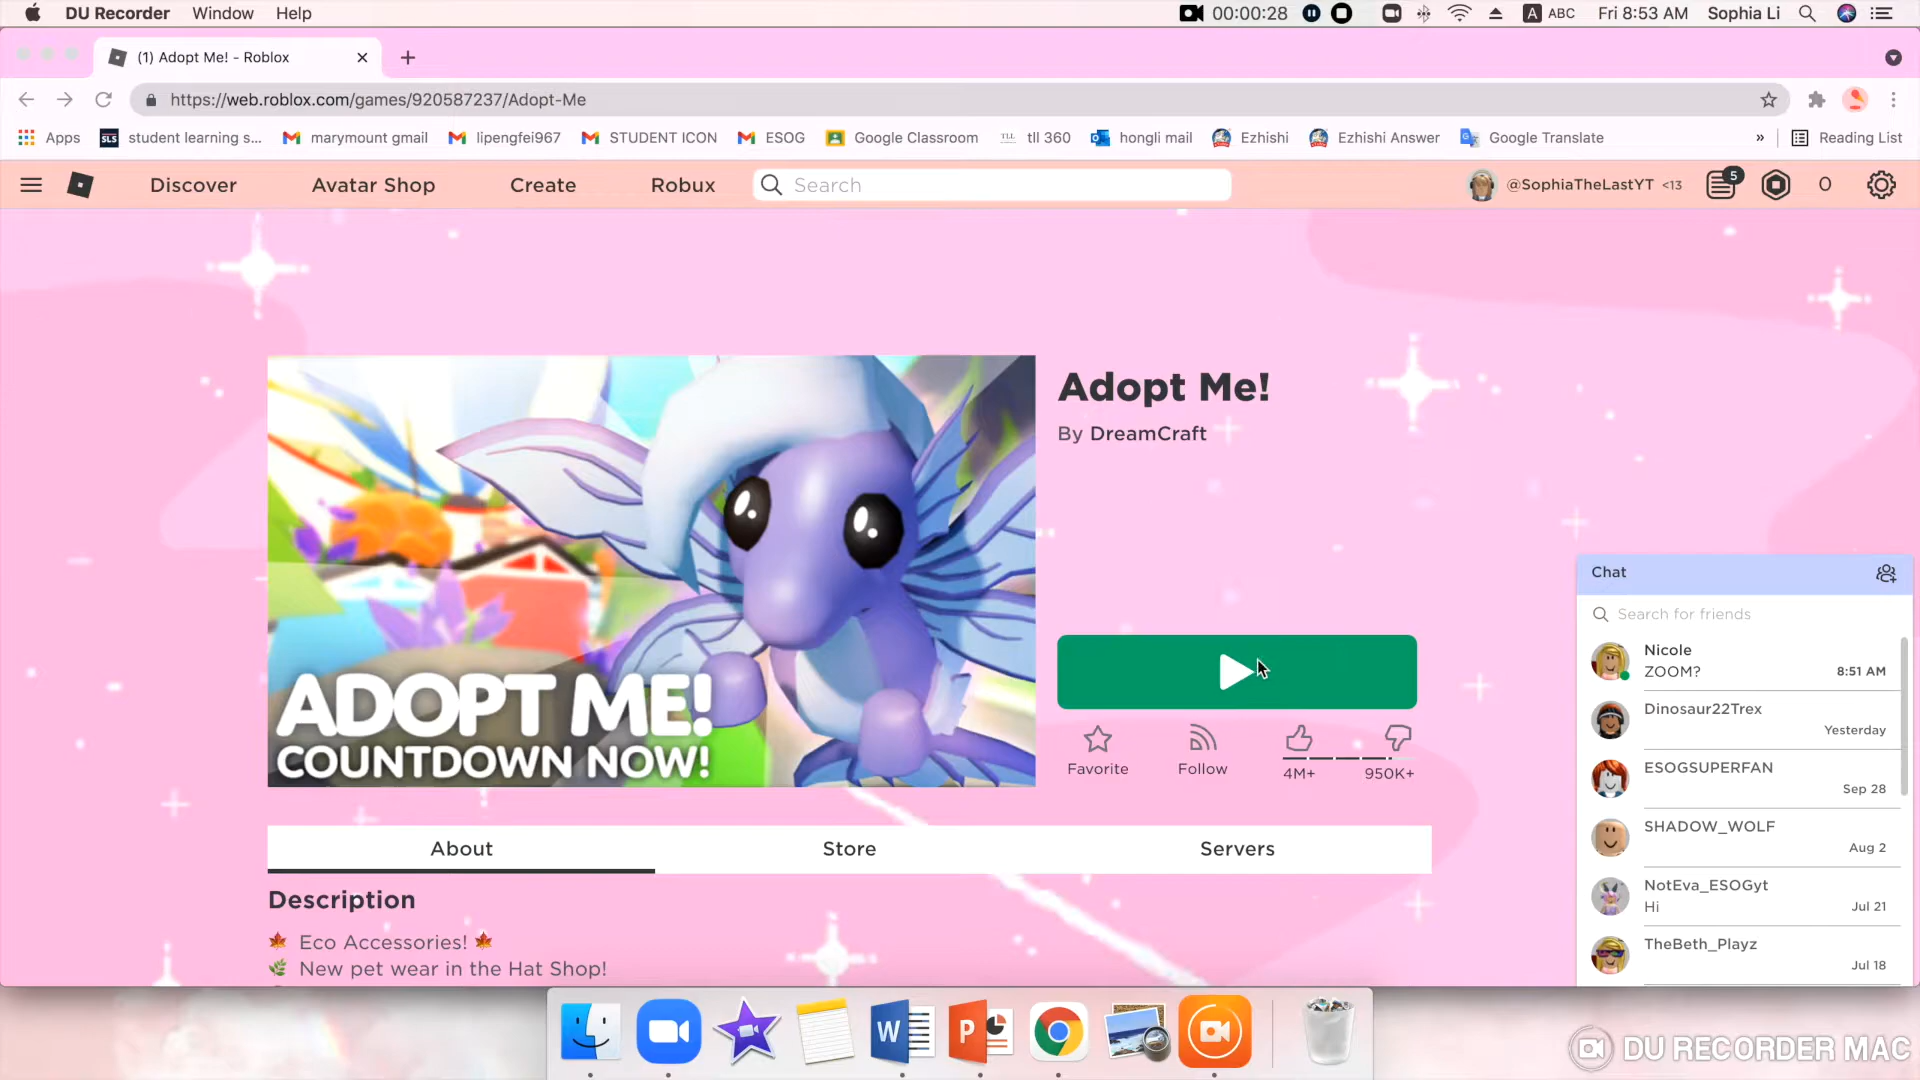 DU Recorder Window Help 00:00:28 A ABC Fri 8:53 AM Sophia Li
(1) Adopt Me! - Roblox
https://web.roblox.com/games/920587237/Adopt-Me
Apps SLS student learning s... marymount gmail lipengfei967 STUDENT ICON ESOG Google Classroom TLL tll 360 hongli mail Ezhishi Ezhishi Answer Google Translate » Reading List
Discover Avatar Shop Create Robux Search @SophiaTheLastYT <13 5 0
Adopt Me!
By DreamCraft
ADOPT ME!
COUNTDOWN NOW!
Favorite Follow 4M+ 950K+
About Store Servers
Description
Eco Accessories!
New pet wear in the Hat Shop!
Chat
Search for friends
Nicole
ZOOM? 8:51 AM
Dinosaur22Trex
Yesterday
ESOGSUPERFAN
Sep 28
SHADOW_WOLF
Aug 2
NotEva_ESOGyt
Hi Jul 21
TheBeth_Playz
Jul 18
W P
DU RECORDER MAC